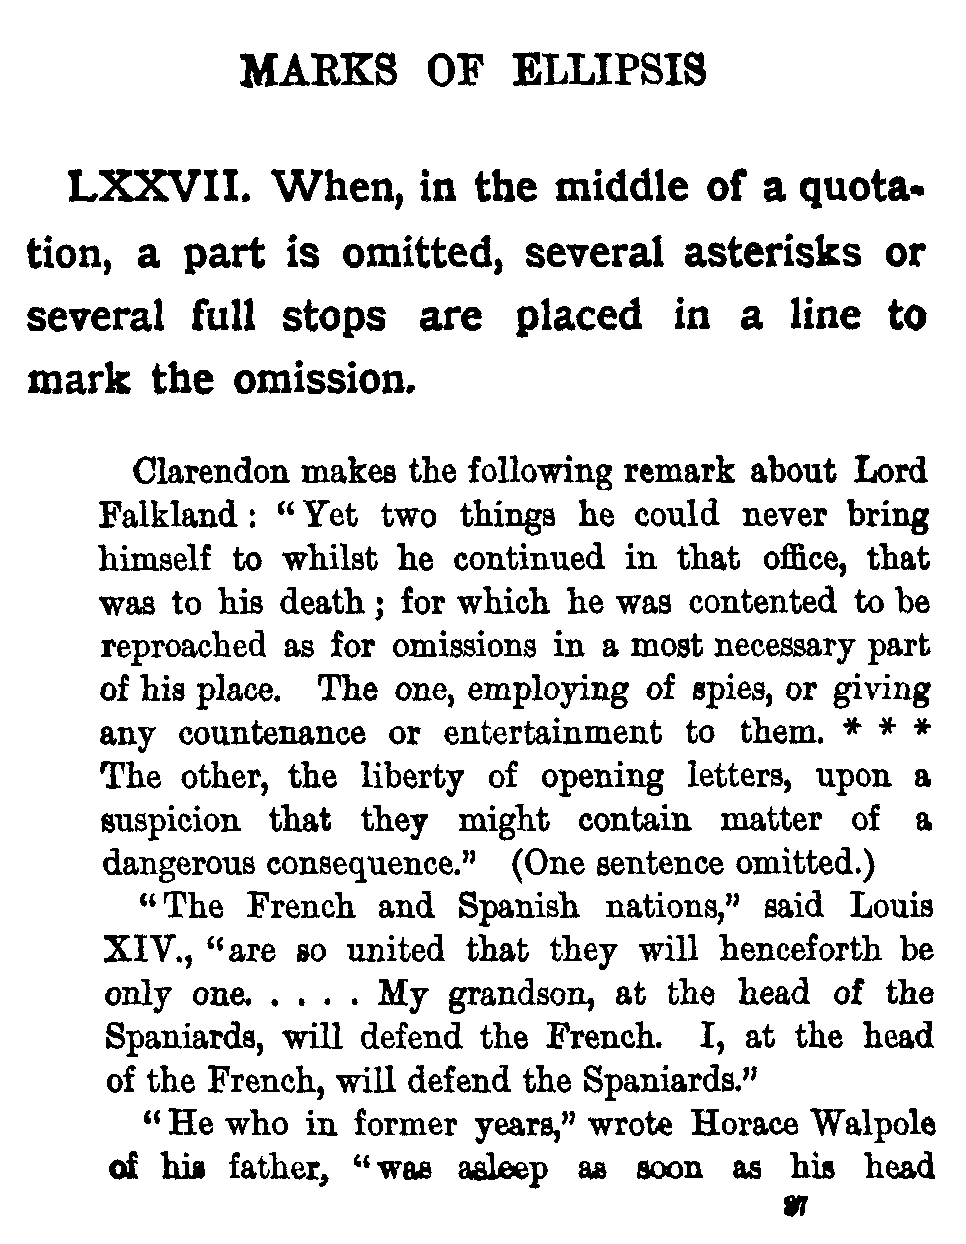 MARKS OF ELLIPSIS
LXXVII. When, in the middle of a quota-
tion, a part is omitted, several asterisks or
several full stops are placed in a line to
mark the omission.
Clarendon makes the following remark about Lord
Falkland : “Yet two things he could never bring
himself to whilst he continued in that office, that
was to his death ; for which he was contented to be
reproached as for omissions in a most necessary part
of his place. The one, employing of spies, or giving
any countenance or entertainment to them. * * *
The other, the liberty of opening letters, upon a
suspicion that they might contain matter of a
dangerous consequence.” (One sentence omitted.)
“The French and Spanish nations,” said Louis
XIV., “are so united that they will henceforth be
only one. . . . . My grandson, at the head of the
Spaniards, will defend the French. I, at the head
of the French, will defend the Spaniards.”
“He who in former years,” wrote Horace Walpole
of his father, “was asleep as soon as his head
97